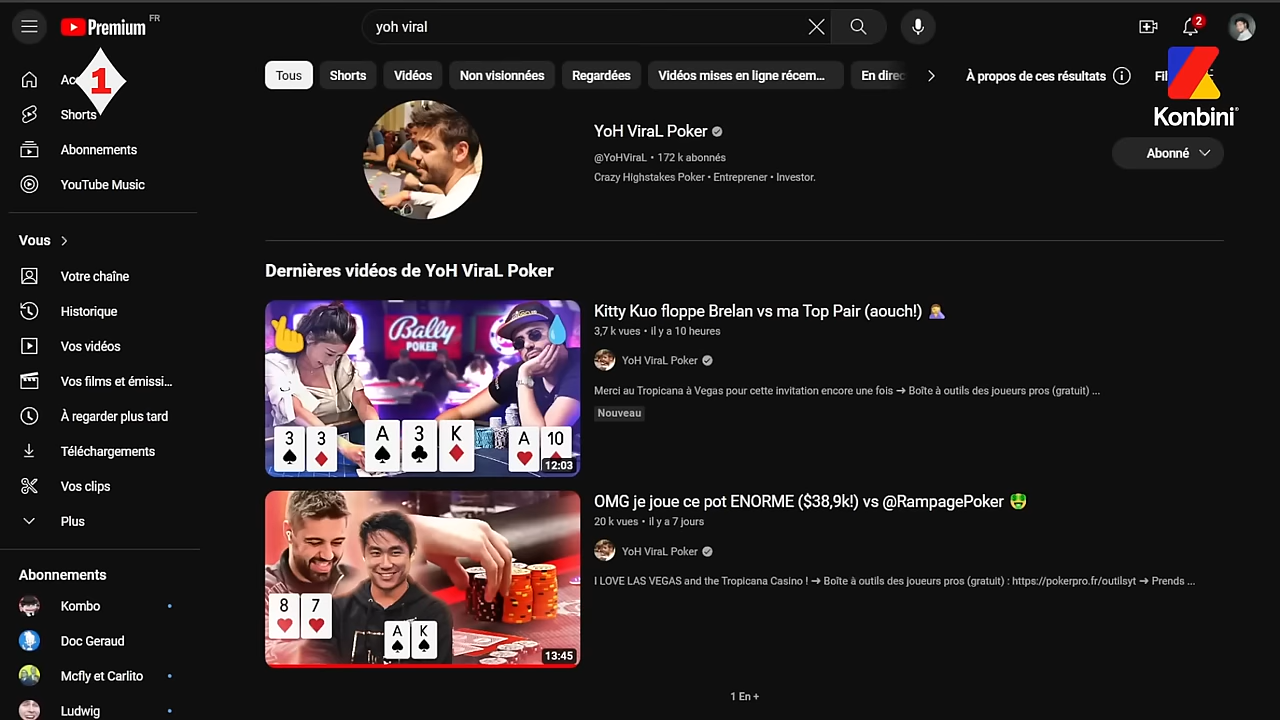 Premium
FR
yoh viral
2
1
Tous
Shorts
Vidéos
Non visionnées
Regardées
Vidéos mises en ligne récem...
En direc
À propos de ces résultats
Konbini
Shorts
Abonnements
YouTube Music
Vous
Votre chaîne
Historique
Vos vidéos
Vos films et émissi...
À regarder plus tard
Téléchargements
Vos clips
Plus
Abonnements
Kombo
Doc Geraud
Mcfly et Carlito
Ludwig
YoH ViraL Poker
@YoHViraL • 172 k abonnés
Crazy Highstakes Poker • Entreprener • Investor.
Abonné
Dernières vidéos de YoH ViraL Poker
Bally
POKER
3
3
A
3
K
A
10
12:03
Kitty Kuo floppe Brelan vs ma Top Pair (aouch!) 🤦
3,7 k vues • il y a 10 heures
YoH ViraL Poker
Merci au Tropicana à Vegas pour cette invitation encore une fois ➞ Boîte à outils des joueurs pros (gratuit) ...
Nouveau
8
7
A
K
13:45
OMG je joue ce pot ENORME ($38,9k!) vs @RampagePoker 🤑
20 k vues • il y a 7 jours
YoH ViraL Poker
I LOVE LAS VEGAS and the Tropicana Casino ! ➞ Boîte à outils des joueurs pros (gratuit) : https://pokerpro.fr/outilsyt ➞ Prends ...
1 En +